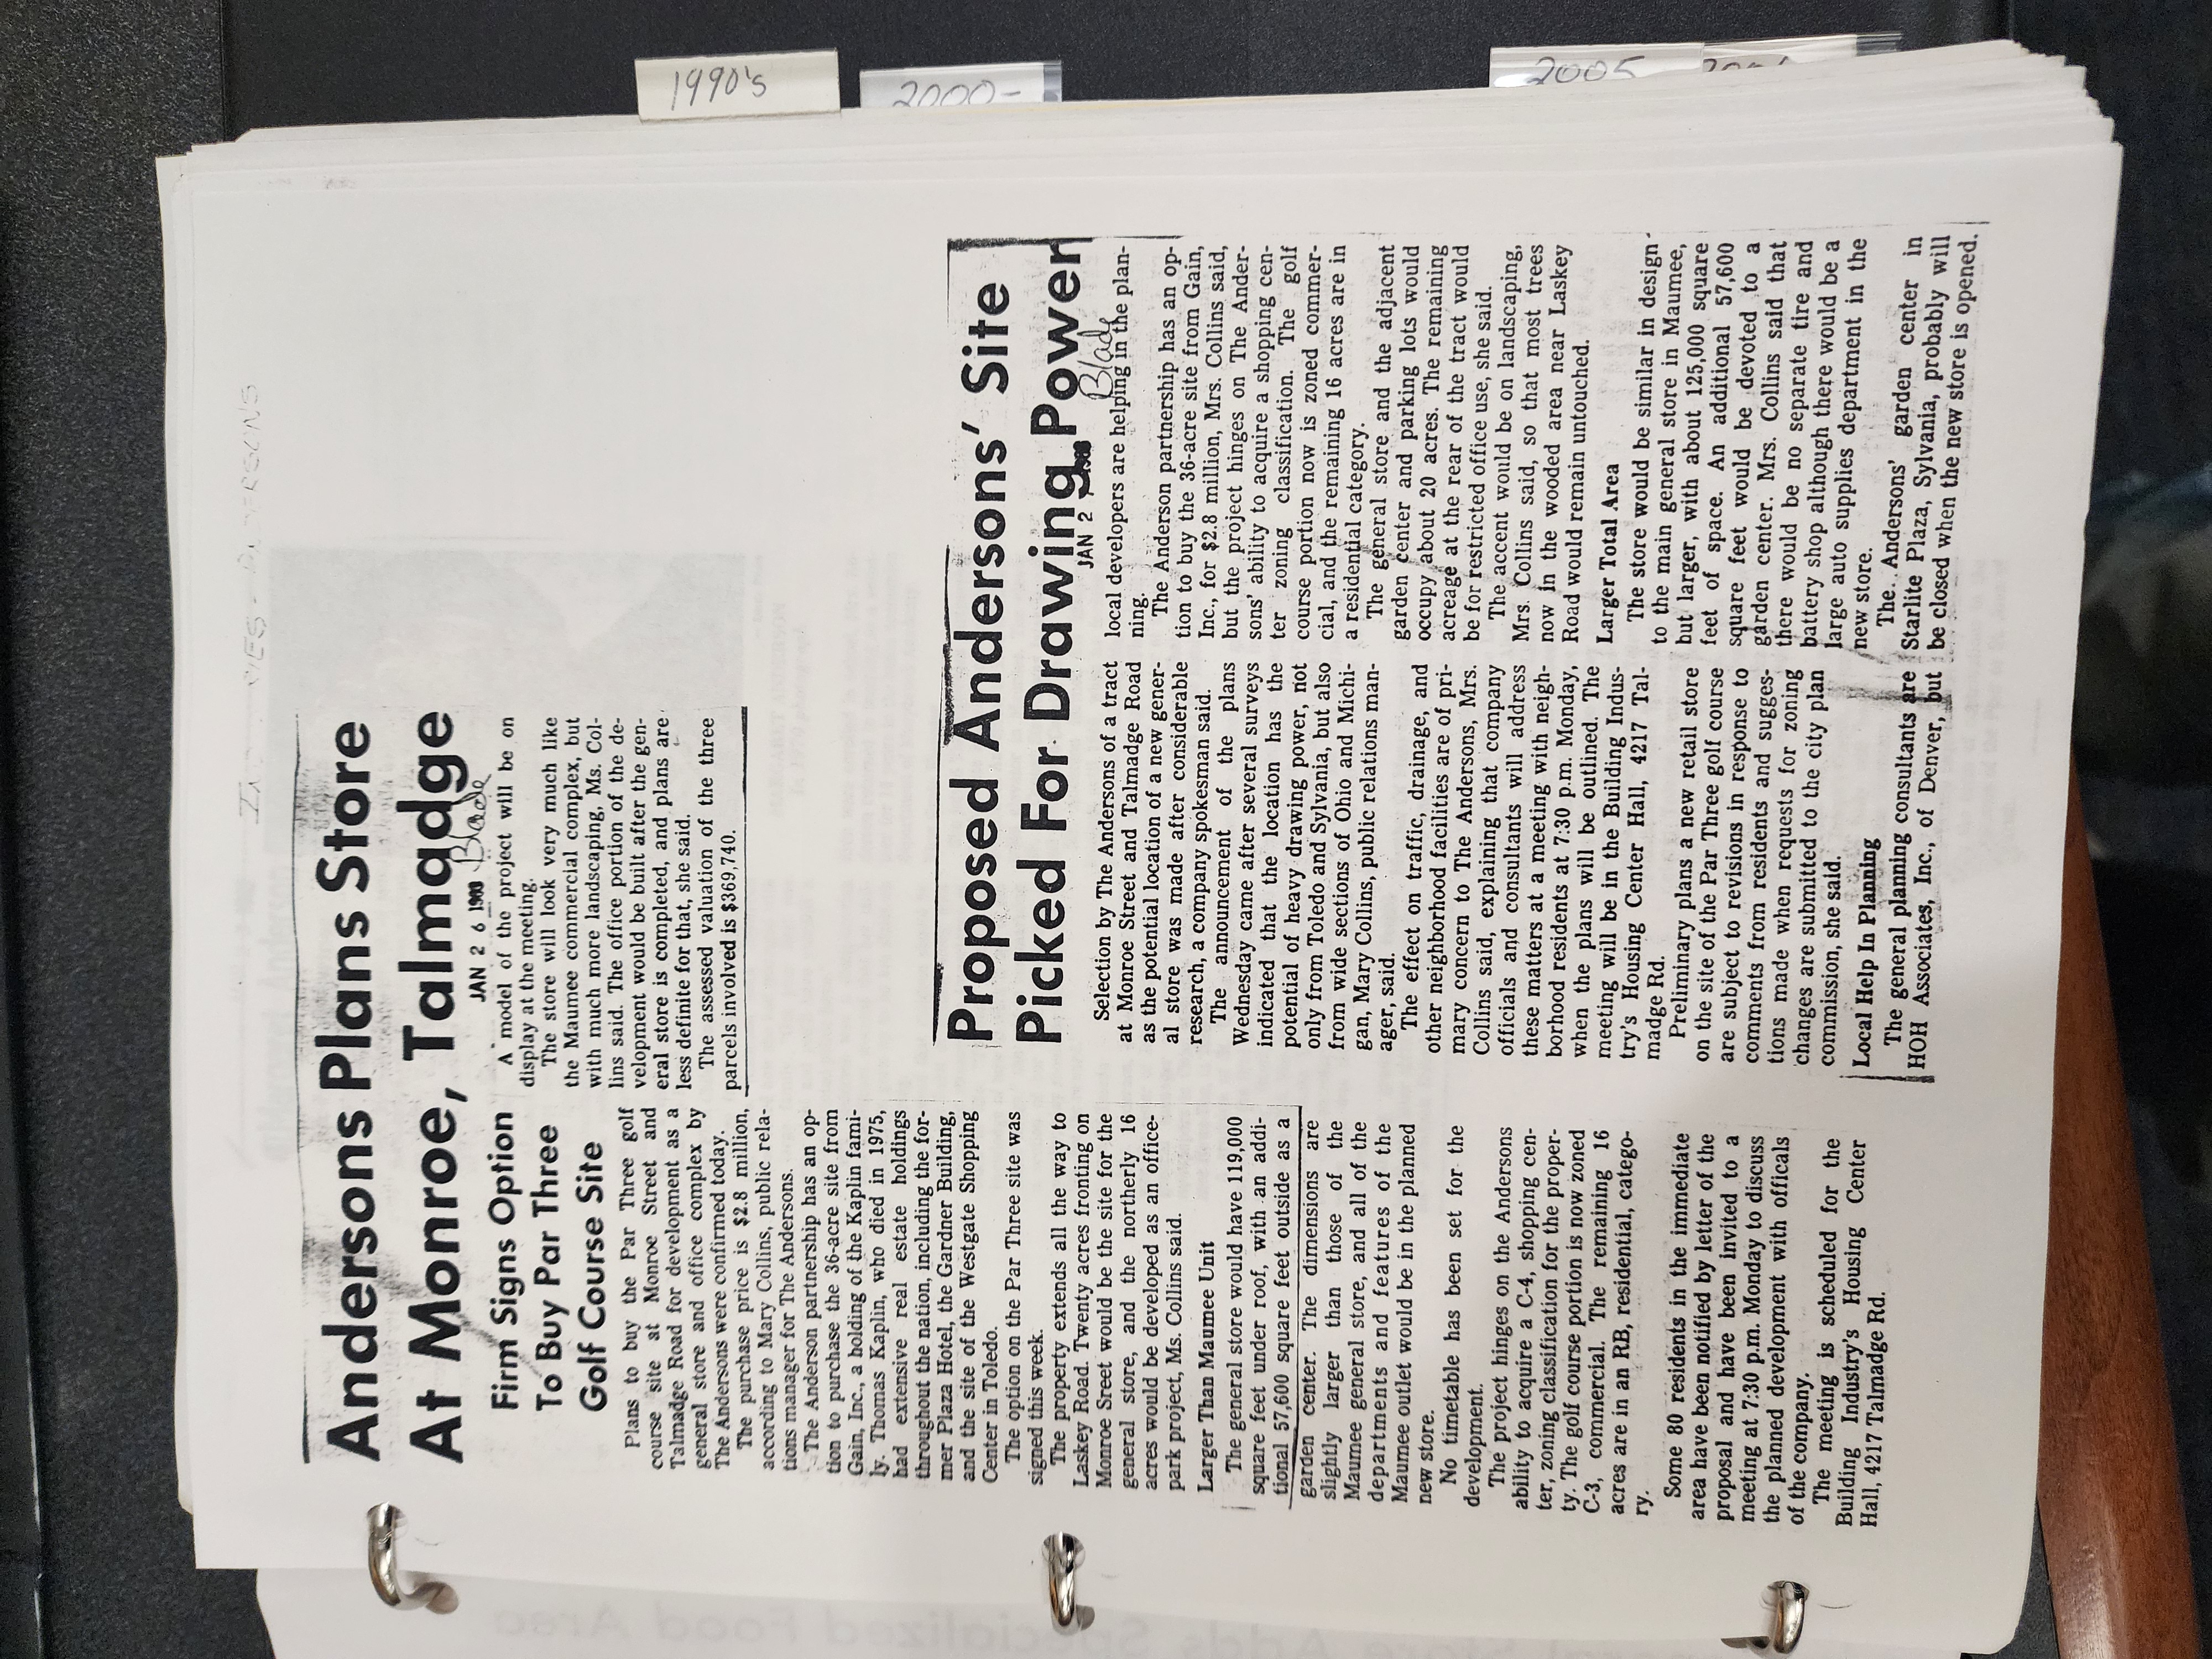 1990's
2000-
2005
Andersons Plans Store
At Monroe, Talmadge
JAN 2 6 1980 Blade
Firm Signs Option
To Buy Par Three
Golf Course Site
Plans to buy the Par Three golf
course site at Monroe Street and
Talmadge Road for development as a
general store and office complex by
The Andersons were confirmed today.
The purchase price is $2.8 million,
according to Mary Collins, public rela-
tions manager for The Andersons.
The Anderson partnership has an op-
tion to purchase the 36-acre site from
Gain, Inc., a holding of the Kaplin fami-
ly. Thomas Kaplin, who died in 1975,
had extensive real estate holdings
throughout the nation, including the for-
mer Plaza Hotel, the Gardner Building,
and the site of the Westgate Shopping
Center in Toledo.
The option on the Par Three site was
signed this week.
The property extends all the way to
Laskey Road. Twenty acres fronting on
Monroe Street would be the site for the
general store, and the northerly 16
acres would be developed as an office-
park project, Ms. Collins said.
Larger Than Maumee Unit
The general store would have 119,000
square feet under roof, with an addi-
tional 57,600 square feet outside as a
garden center. The dimensions are
slightly larger than those of the
Maumee general store, and all of the
departments and features of the
Maumee outlet would be in the planned
new store.
No timetable has been set for the
development.
The project hinges on the Andersons
ability to acquire a C-4, shopping cen-
ter, zoning classification for the proper-
ty. The golf course portion is now zoned
C-3, commercial. The remaining 16
acres are in an RB, residential, catego-
ry.
Some 80 residents in the immediate
area have been notified by letter of the
proposal and have been invited to a
meeting at 7:30 p.m. Monday to discuss
the planned development with officals
of the company.
The meeting is scheduled for the
Building Industry's Housing Center
Hall, 4217 Talmadge Rd.
A model of the project will be on
display at the meeting.
The store will look very much like
the Maumee commercial complex, but
with much more landscaping, Ms. Col-
lins said. The office portion of the de-
velopment would be built after the gen-
eral store is completed, and plans are
less definite for that, she said.
The assessed valuation of the three
parcels involved is $369,740.
Proposed Andersons' Site
Picked For Drawing Power
JAN 2 Blade
Selection by The Andersons of a tract
at Monroe Street and Talmadge Road
as the potential location of a new gener-
al store was made after considerable
research, a company spokesman said.
The announcement of the plans
Wednesday came after several surveys
indicated that the location has the
potential of heavy drawing power, not
only from Toledo and Sylvania, but also
from wide sections of Ohio and Michi-
gan, Mary Collins, public relations man-
ager, said.
The effect on traffic, drainage, and
other neighborhood facilities are of pri-
mary concern to The Andersons, Mrs.
Collins said, explaining that company
officials and consultants will address
these matters at a meeting with neigh-
borhood residents at 7:30 p.m. Monday,
when the plans will be outlined. The
meeting will be in the Building Indus-
try's Housing Center Hall, 4217 Tal-
madge Rd.
Preliminary plans a new retail store
on the site of the Par Three golf course
are subject to revisions in response to
comments from residents and sugges-
tions made when requests for zoning
changes are submitted to the city plan
commission, she said.
Local Help In Planning
The general planning consultants are
HOH Associates, Inc., of Denver, but
local developers are helping in the plan-
ning.
The Anderson partnership has an op-
tion to buy the 36-acre site from Gain,
Inc., for $2.8 million, Mrs. Collins said,
but the project hinges on The Ander-
sons' ability to acquire a shopping cen-
ter zoning classification. The golf
course portion now is zoned commer-
cial, and the remaining 16 acres are in
a residential category.
The general store and the adjacent
garden center and parking lots would
occupy about 20 acres. The remaining
acreage at the rear of the tract would
be for restricted office use, she said.
The accent would be on landscaping,
Mrs. Collins said, so that most trees
now in the wooded area near Laskey
Road would remain untouched.
Larger Total Area
The store would be similar in design
to the main general store in Maumee,
but larger, with about 125,000 square
feet of space. An additional 57,600
square feet would be devoted to a
garden center. Mrs. Collins said that
there would be no separate tire and
battery shop although there would be a
large auto supplies department in the
new store.
The Andersons' garden center in
Starlite Plaza, Sylvania, probably will
be closed when the new store is opened.